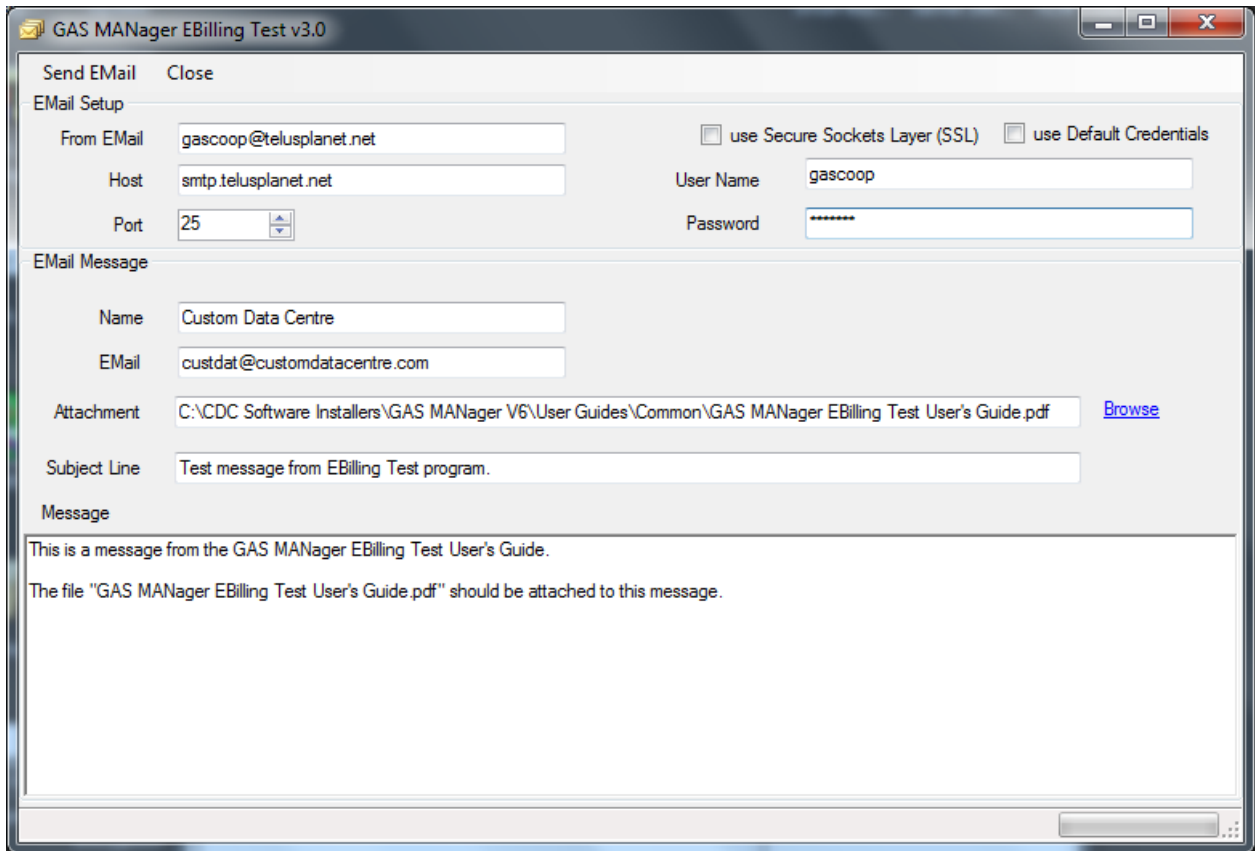 GAS MANager EBilling Test v3.0
Send EMail Close
EMail Setup
From EMail gascoop@telusplanet.net use Secure Sockets Layer (SSL) use Default Credentials
Host smtp.telusplanet.net User Name gascoop
Port 25 Password *******
EMail Message
Name Custom Data Centre
EMail custdat@customdatacentre.com
Attachment C:\CDC Software Installers\GAS MANager V6\User Guides\Common\GAS MANager EBilling Test User's Guide.pdf Browse
Subject Line Test message from EBilling Test program.
Message
This is a message from the GAS MANager EBilling Test User's Guide.
The file "GAS MANager EBilling Test User's Guide.pdf" should be attached to this message.